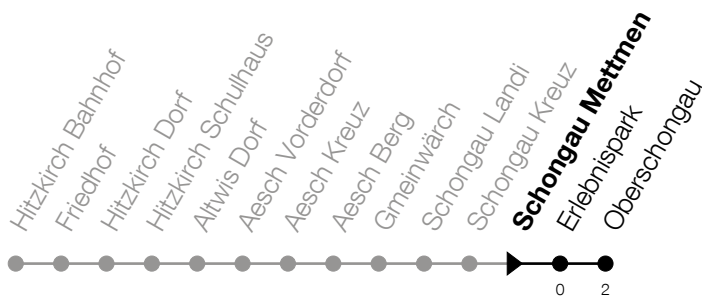 Hitzkirch Bahnhof
Friedhof
Hitzkirch Dorf
Hitzkirch Schulhaus
Altwis Dorf
Aesch Vorderdorf
Aesch Kreuz
Aesch Berg
Gmeinwärch
Schongau Landi
Schongau Kreuz
Schongau Mettmen
Erlebnispark
Oberschongau
0
2